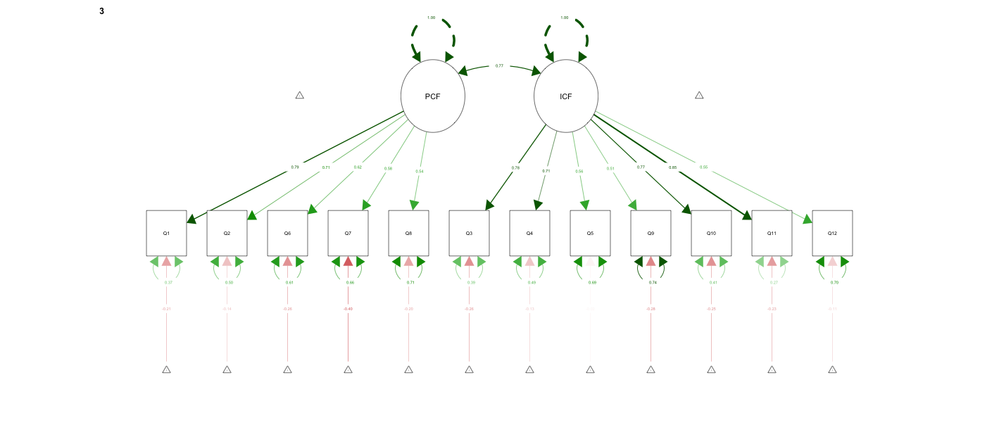 3
1.00 1.00
0.77
PCF ICF
0.79 0.71 0.62 0.58 0.54 0.78 0.71 0.56 0.51 0.77 0.85 0.55
Q1 Q2 Q6 Q7 Q8 Q3 Q4 Q5 Q9 Q10 Q11 Q12
0.37 0.50 0.61 0.66 0.71 0.39 0.49 0.69 0.74 0.41 0.27 0.70
-0.21 -0.14 -0.26 -0.40 -0.20 -0.26 -0.13 -0.28 -0.25 -0.23 -0.11